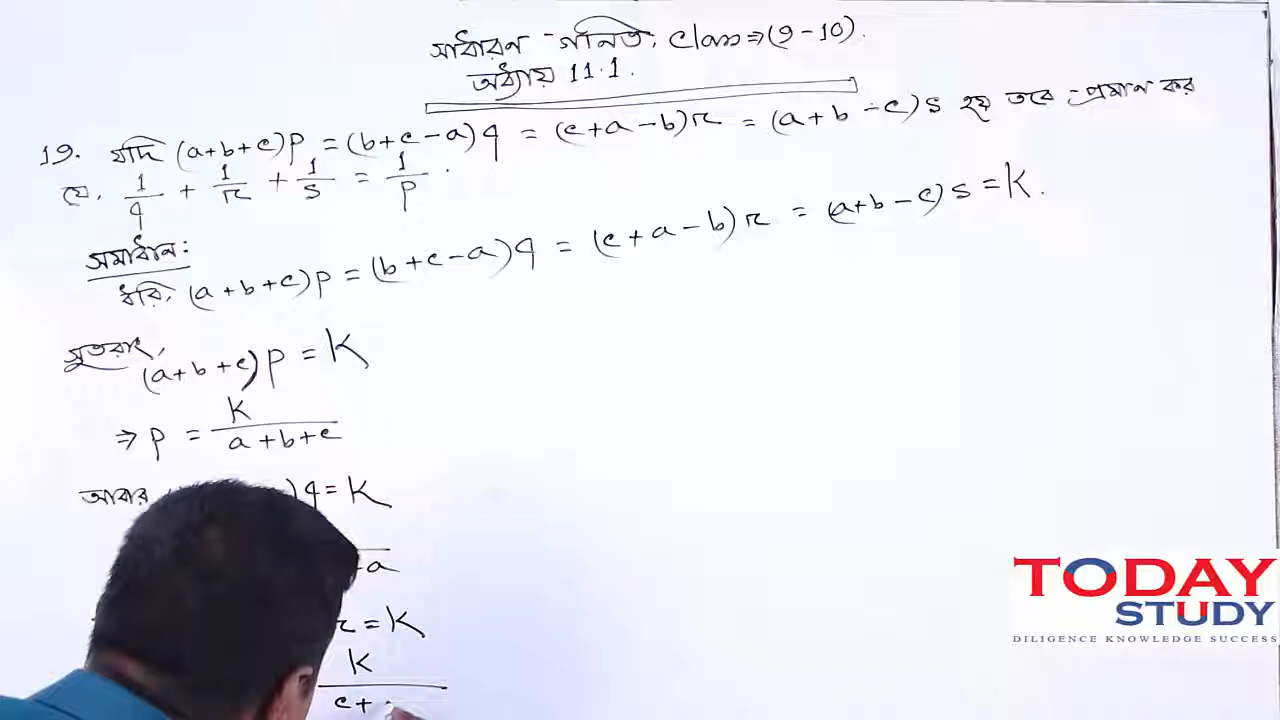 সাধারণ গনিত, Class⇒(9-10).
অধ্যায় 11.1.
19. যদি (a+b+c)p = (b+c-a)q = (c+a-b)r = (a+b-c)s হয় তবে প্রমাণ কর
যে, 1/q + 1/r + 1/s = 1/p.
সমাধান:
ধরি, (a+b+c)p = (b+c-a)q = (c+a-b)r = (a+b-c)s = K.
সুতরাং,
(a+b+c)p = K
⇒ p = K/(a+b+c)
আবার )q = K
a
r = K
K
c+
TODAY
STUDY
DILIGENCE KNOWLEDGE SUCCESS